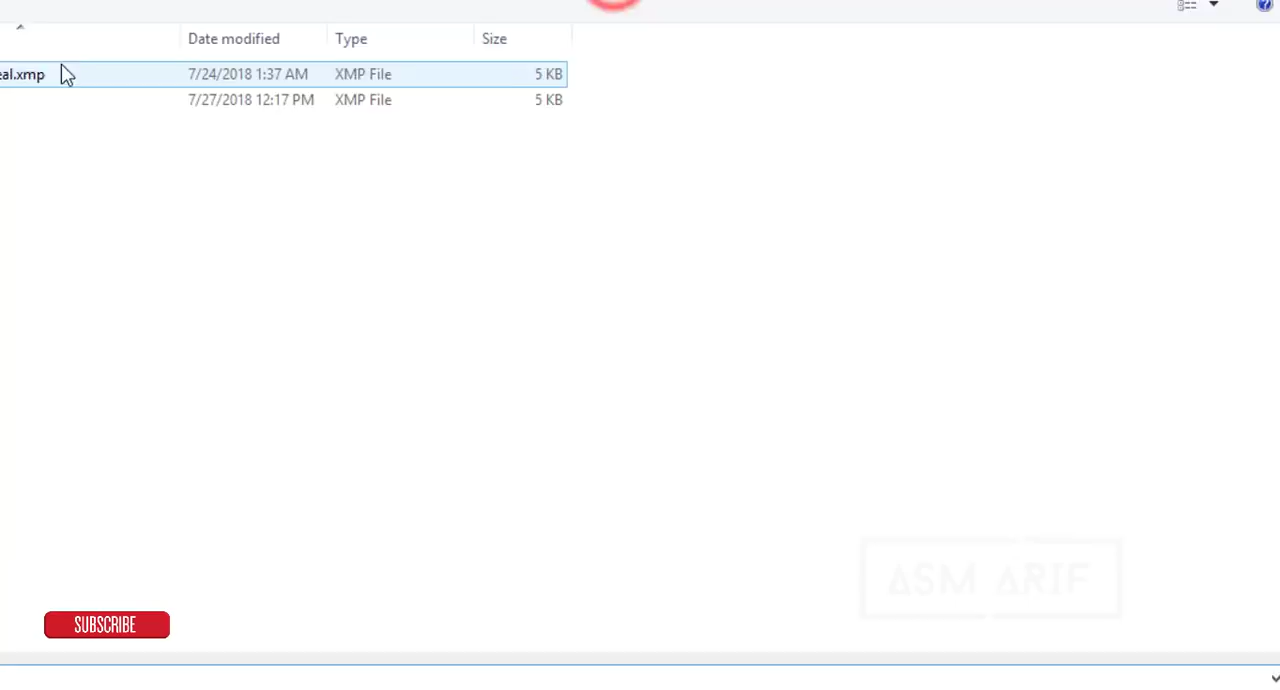 Date modified Type Size
eal.xmp 7/24/2018 1:37 AM XMP File 5 KB
7/27/2018 12:17 PM XMP File 5 KB
ASM ARIF
SUBSCRIBE